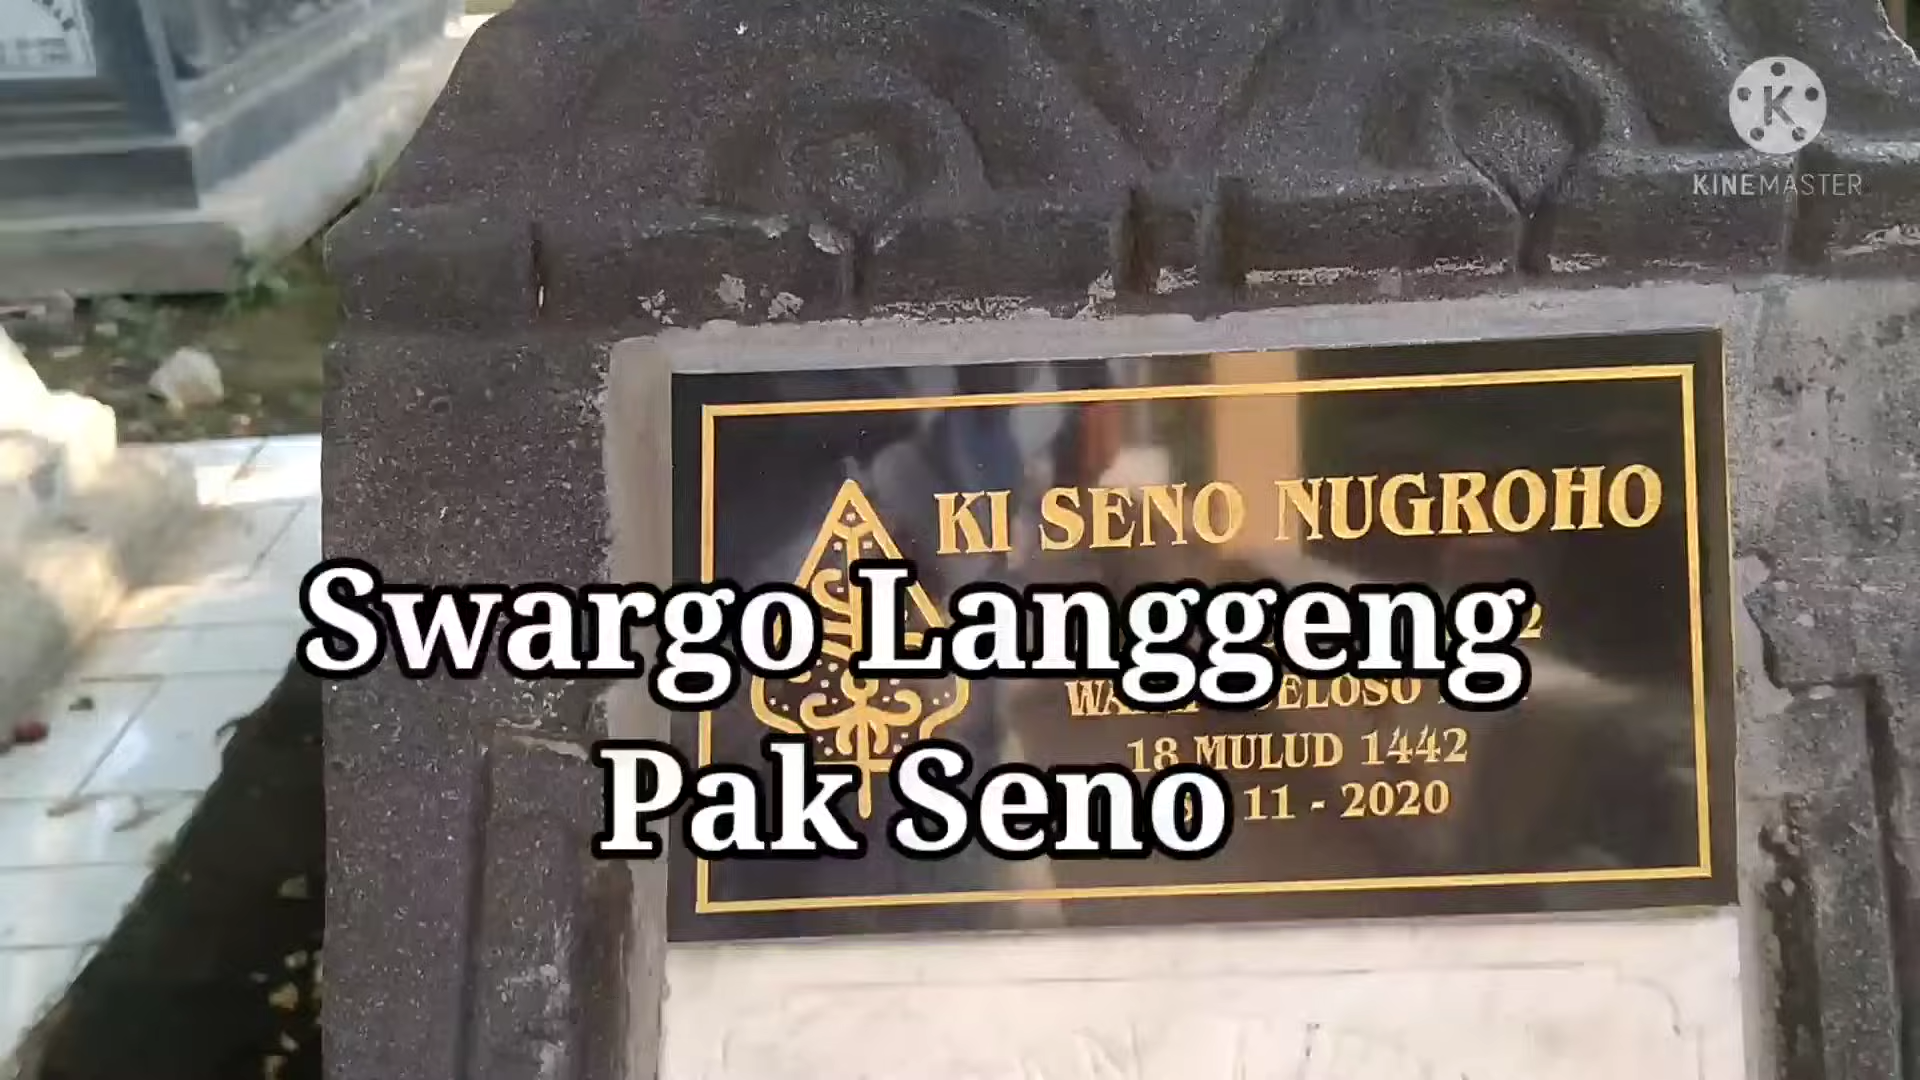 KINEMASTER
KI SENO NUGROHO
Swargo Langgeng
18 MULUD 1442
Pak Seno
11 - 2020